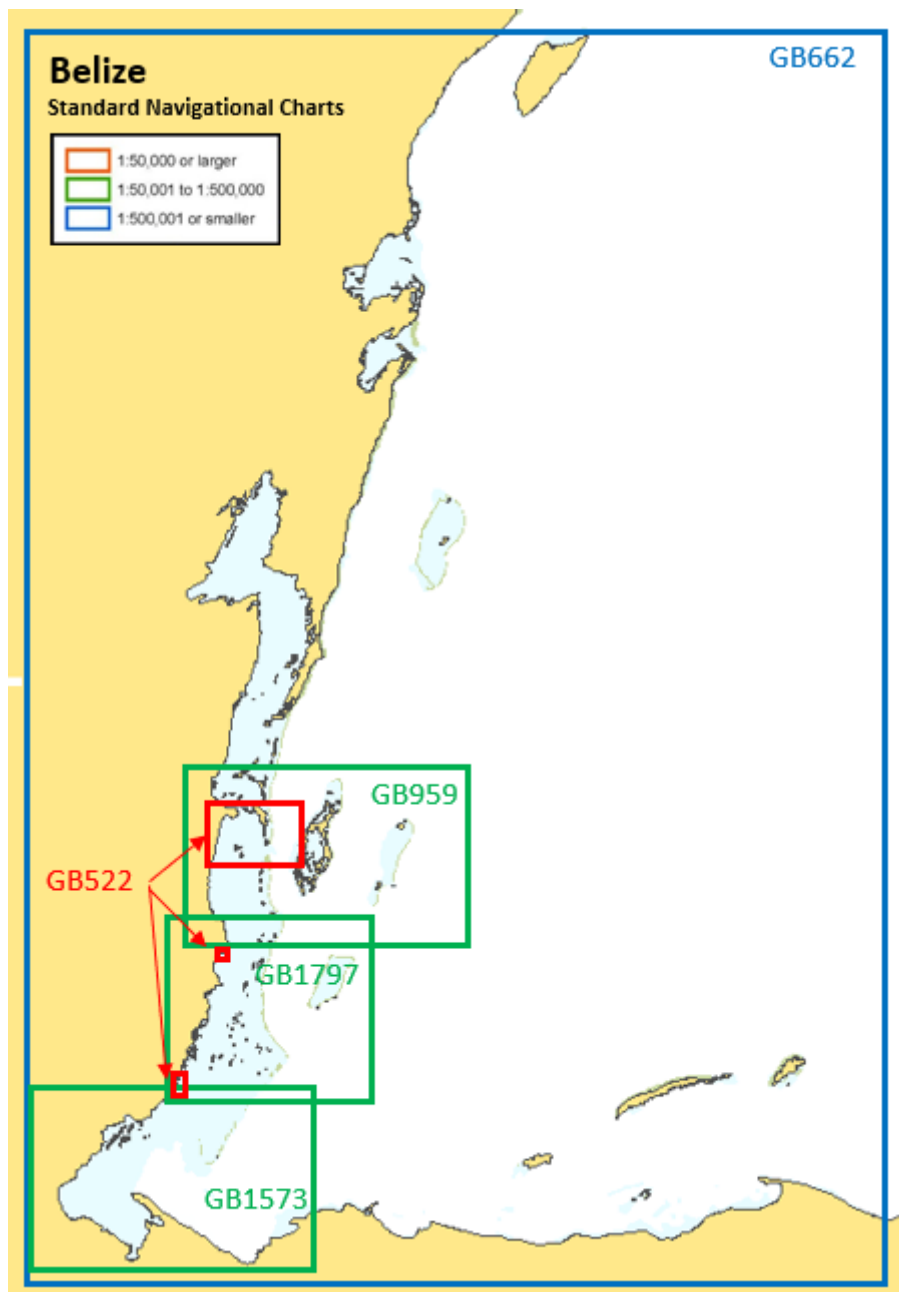 GB662
Belize
Standard Navigational Charts
1:50,000 or larger
1:50,001 to 1:500,000
1:500,001 or smaller
GB959
GB522
GB1797
GB1573